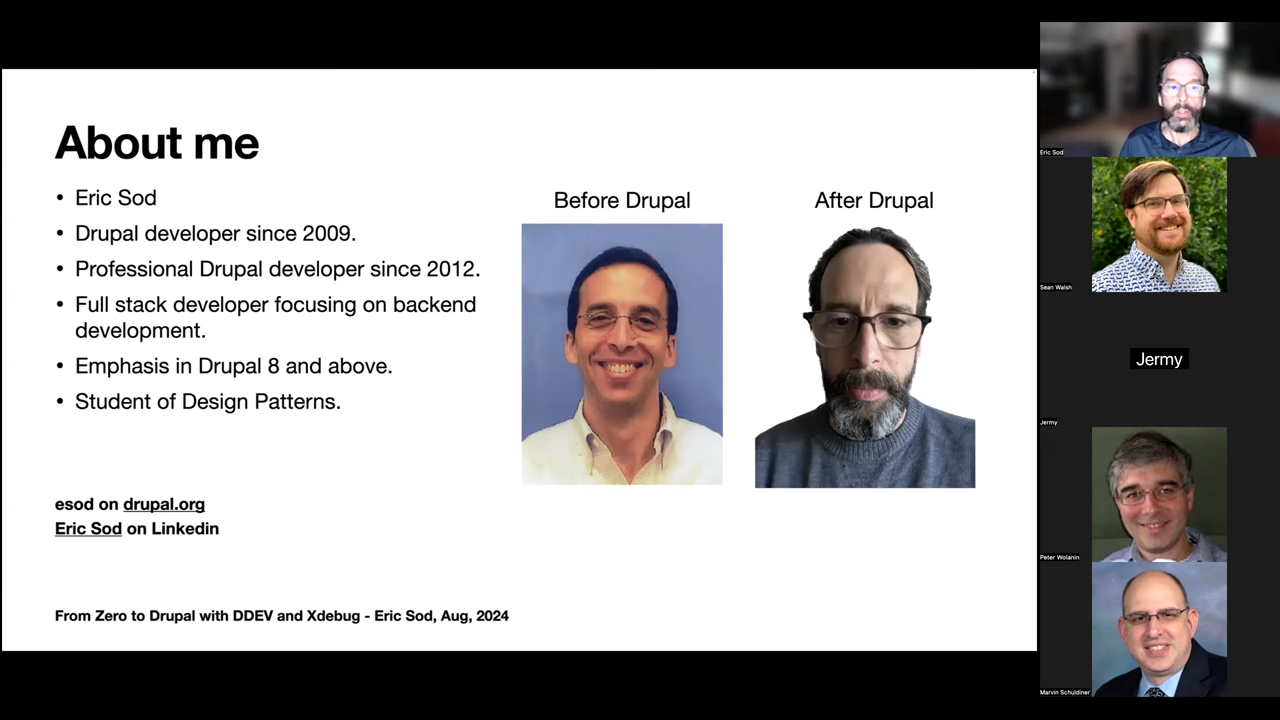 About me
• Eric Sod
• Drupal developer since 2009.
• Professional Drupal developer since 2012.
• Full stack developer focusing on backend
development.
• Emphasis in Drupal 8 and above.
• Student of Design Patterns.
esod on drupal.org
Eric Sod on Linkedin
Before Drupal
After Drupal
From Zero to Drupal with DDEV and Xdebug - Eric Sod, Aug, 2024
Eric Sod
Sean Walsh
Jermy
Jermy
Peter Wolanin
Marvin Schuldiner